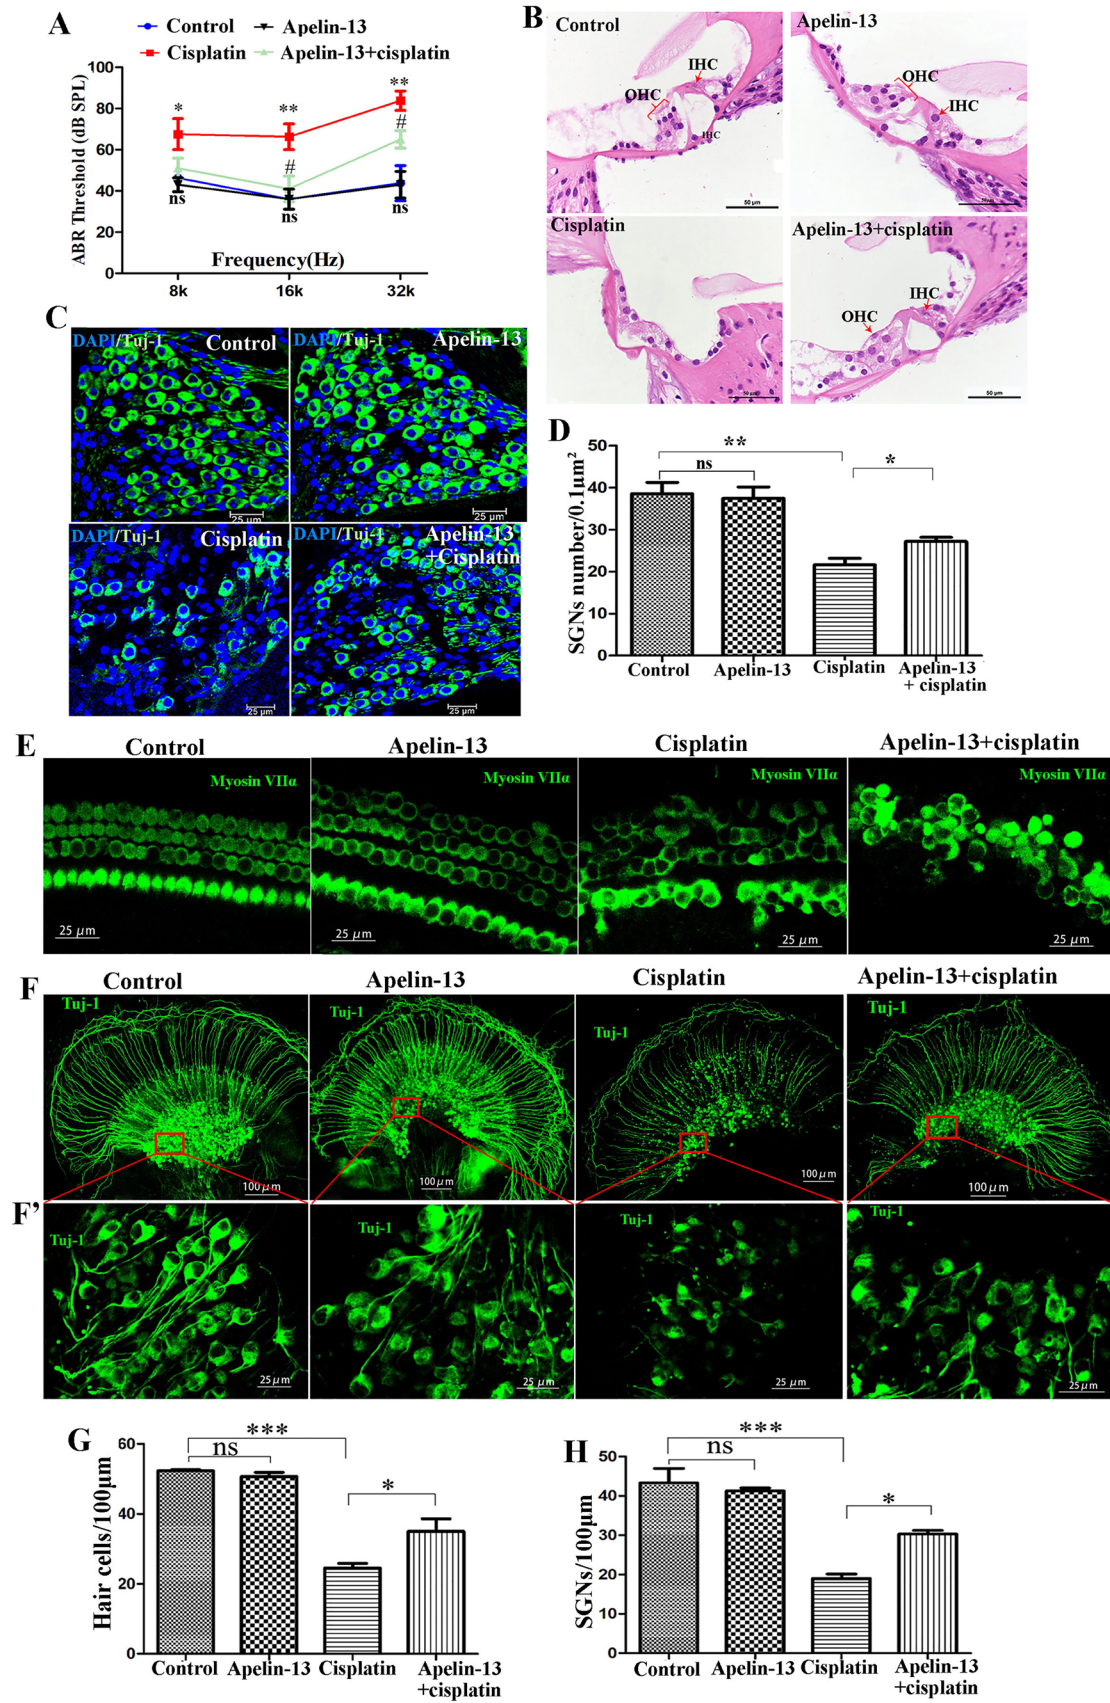 A
Control
Apelin-13
Cisplatin
Apelin-13+cisplatin
ABR Threshold (dB SPL)
100
80
60
40
20
0
*
**
**
#
#
ns
ns
ns
Frequency(Hz)
8k
16k
32k
B
Control
IHC
OHC
IHC
50 µm
Apelin-13
OHC
IHC
Cisplatin
50 µm
Apelin-13+cisplatin
IHC
OHC
50 µm
C
DAPI/Tuj-1
Control
25 µm
DAPI/Tuj-1
Apelin-13
25 µm
DAPI/Tuj-1
Cisplatin
25 µm
DAPI/Tuj-1
Apelin-13
+Cisplatin
25 µm
D
SGNs number/0.1µm²
50
40
30
20
10
0
**
ns
*
Control
Apelin-13
Cisplatin
Apelin-13
+ cisplatin
E
Control
Apelin-13
Cisplatin
Apelin-13+cisplatin
Myosin VIIα
Myosin VIIα
Myosin VIIα
Myosin VIIα
25 µm
25 µm
25 µm
25 µm
F
Control
Apelin-13
Cisplatin
Apelin-13+cisplatin
Tuj-1
Tuj-1
Tuj-1
Tuj-1
100 µm
100 µm
100 µm
100 µm
F’
Tuj-1
Tuj-1
Tuj-1
Tuj-1
25 µm
25 µm
25 µm
25 µm
G
Hair cells/100µm
60
40
20
0
***
ns
*
Control
Apelin-13
Cisplatin
Apelin-13
+cisplatin
H
SGNs/100µm
50
40
30
20
10
0
***
ns
*
Control
Apelin-13
Cisplatin
Apelin-13
+cisplatin